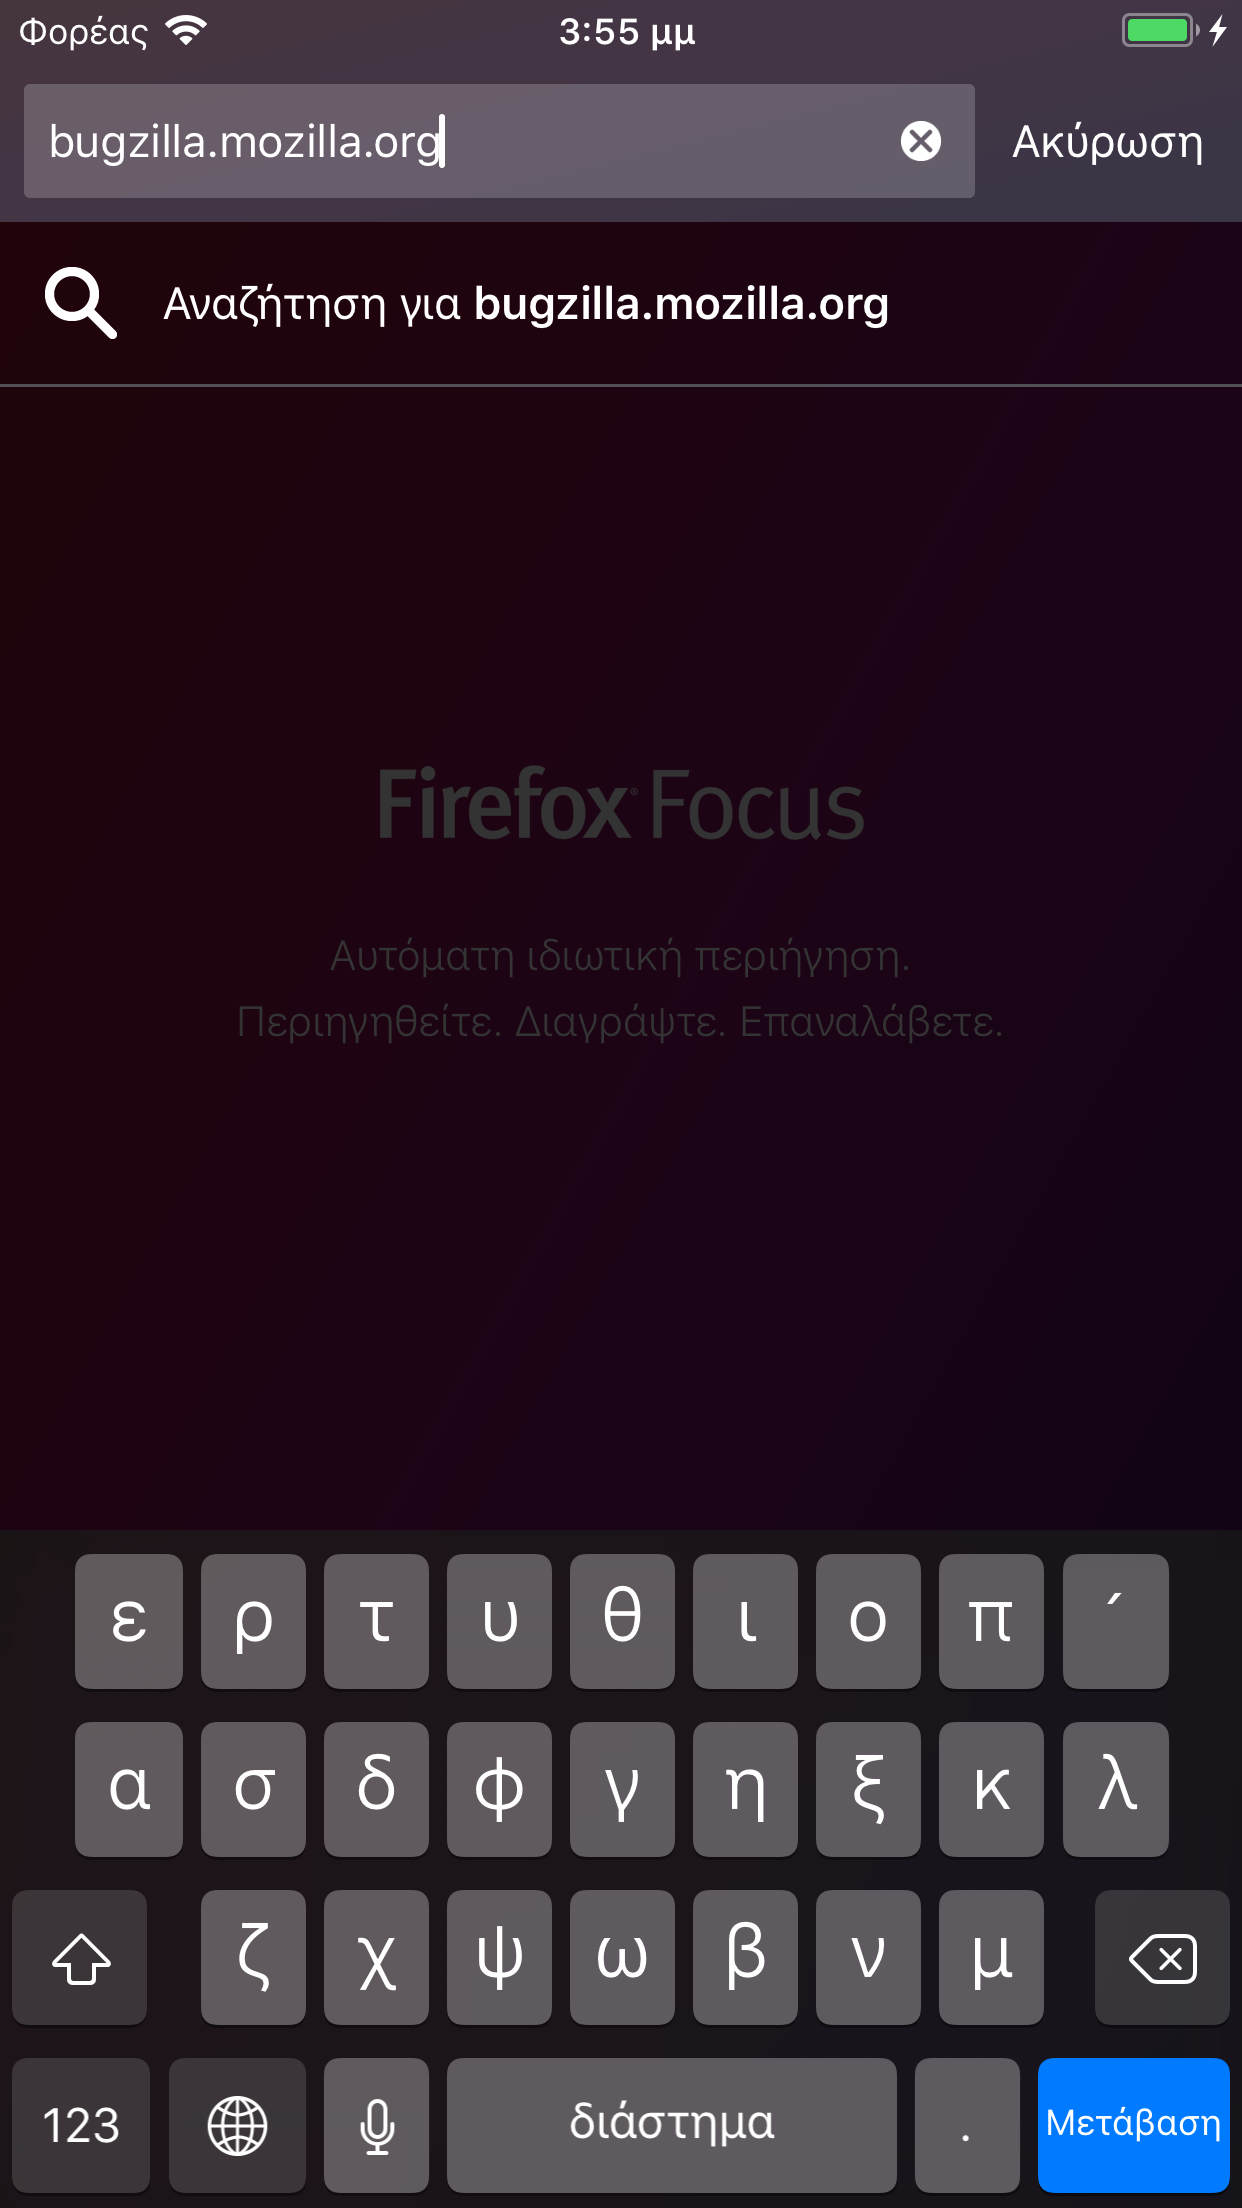 Φορέας 3:55 μμ
bugzilla.mozilla.org Ακύρωση
Αναζήτηση για bugzilla.mozilla.org
Firefox® Focus
Αυτόματη ιδιωτική περιήγηση.
Περιηγηθείτε. Διαγράψτε. Επαναλάβετε.
ε ρ τ υ θ ι ο π ΄
α σ δ φ γ η ξ κ λ
ζ χ ψ ω β ν μ
123 διάστημα . Μετάβαση